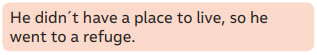 He didn´t have a place to live, so he
went to a refuge.